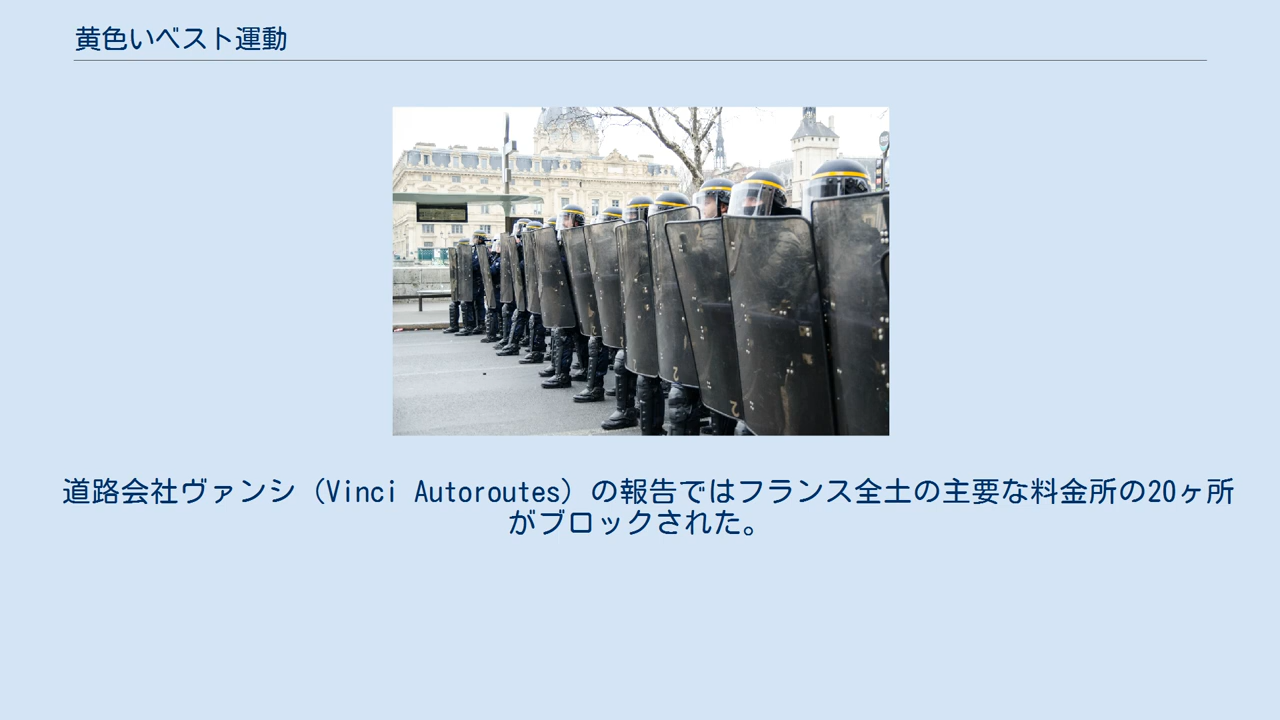 黄色いベスト運動
道路会社ヴァンシ（Vinci Autoroutes）の報告ではフランス全土の主要な料金所の20ヶ所
がブロックされた。